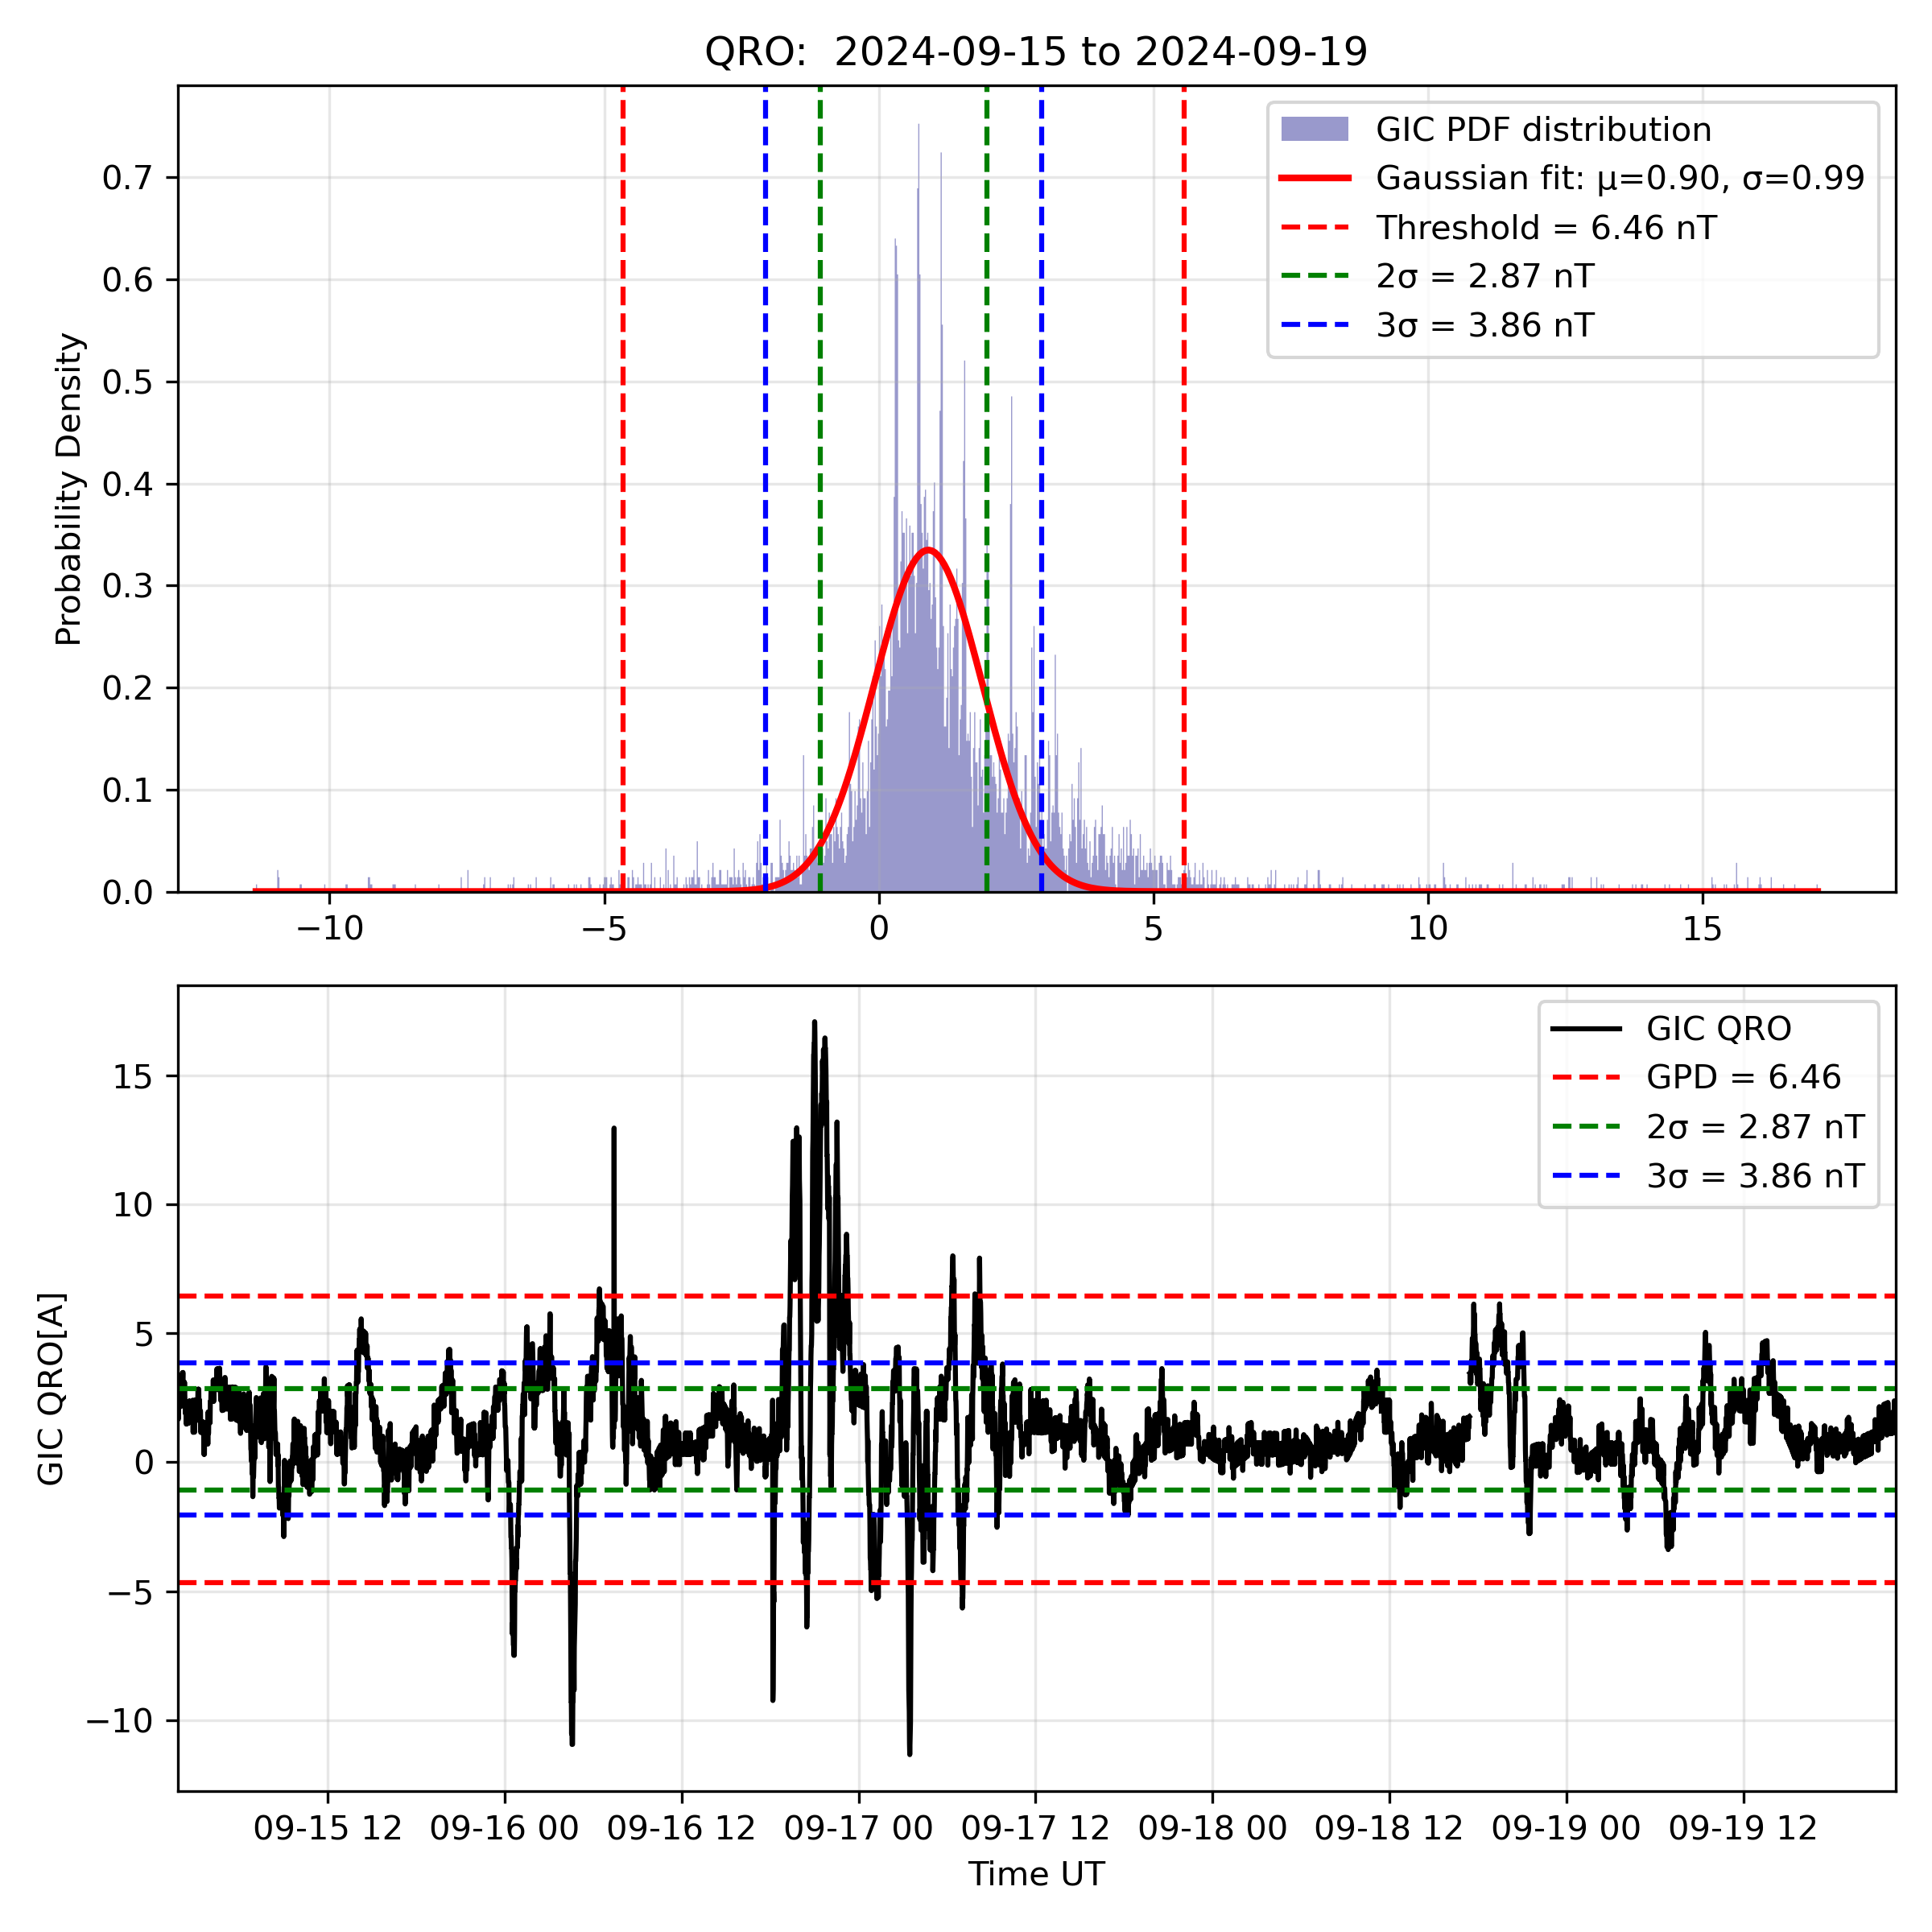 QRO:  2024-09-15 to 2024-09-19
Probability Density
0.7
0.6
0.5
0.4
0.3
0.2
0.1
0.0
GIC PDF distribution
Gaussian fit: μ=0.90, σ=0.99
Threshold = 6.46 nT
2σ = 2.87 nT
3σ = 3.86 nT
−10 −5 0 5 10 15
GIC QRO[A]
15
10
5
0
−5
−10
GIC QRO
GPD = 6.46
2σ = 2.87 nT
3σ = 3.86 nT
09-15 12 09-16 00 09-16 12 09-17 00 09-17 12 09-18 00 09-18 12 09-19 00 09-19 12
Time UT